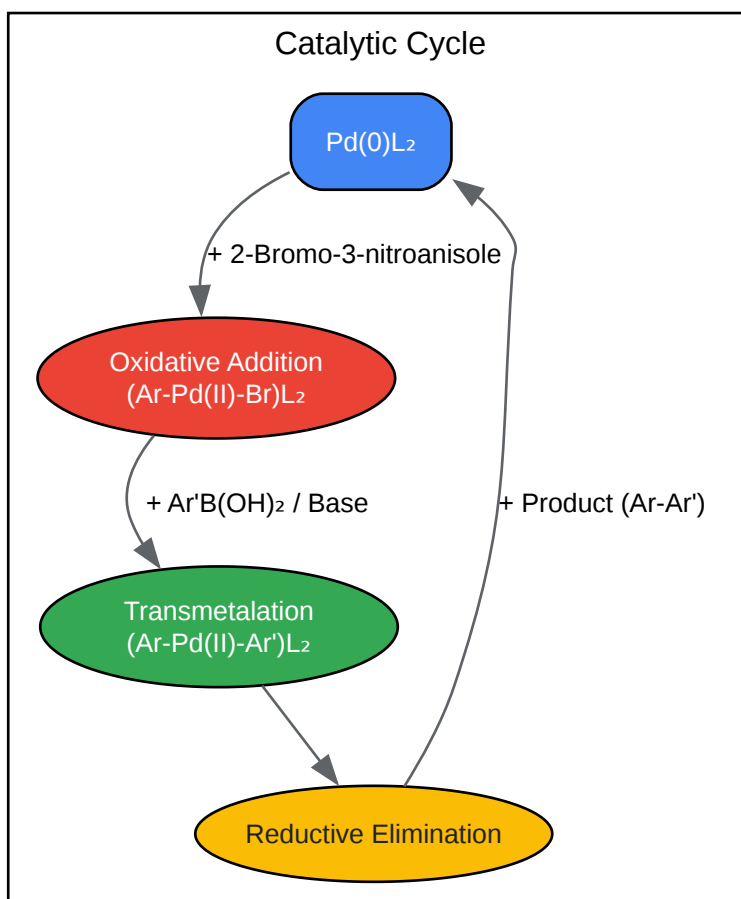 Catalytic Cycle
Pd(0)L₂
+ 2-Bromo-3-nitroanisole
Oxidative Addition
(Ar-Pd(II)-Br)L₂
+ Ar'B(OH)₂ / Base
+ Product (Ar-Ar')
Transmetalation
(Ar-Pd(II)-Ar')L₂
Reductive Elimination